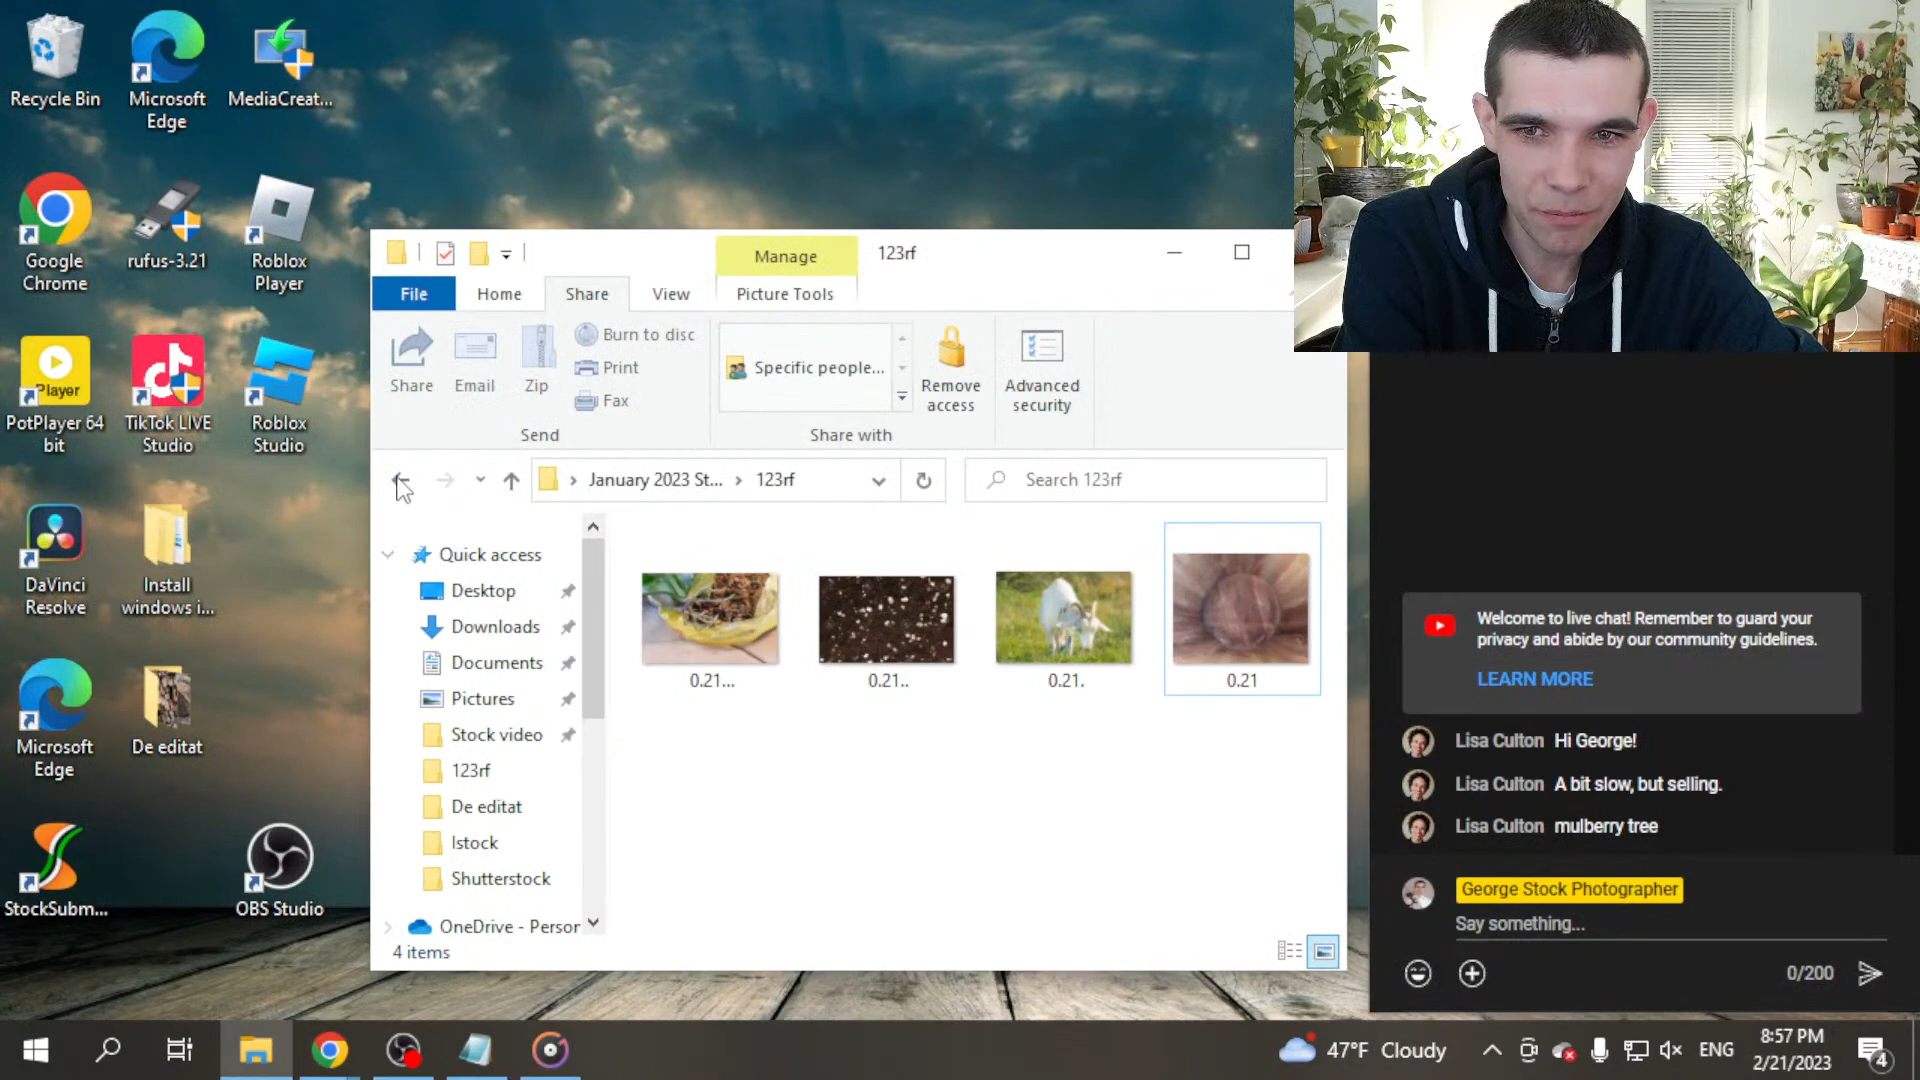 Recycle Bin
Microsoft
Edge
MediaCreat...
Google
Chrome
rufus-3.21
Roblox
Player
Player
PotPlayer 64
bit
TikTok LIVE
Studio
Roblox
Studio
DaVinci
Resolve
Install
windows i...
Microsoft
Edge
De editat
StockSubm...
OBS Studio
Manage
123rf
File
Home
Share
View
Picture Tools
Share
Email
Zip
Burn to disc
Print
Fax
Specific people...
Remove
access
Advanced
security
Send
Share with
January 2023 St...
123rf
Search 123rf
Quick access
Desktop
Downloads
Documents
Pictures
Stock video
123rf
De editat
Istock
Shutterstock
OneDrive - Person
4 items
0.21...
0.21..
0.21.
0.21
Welcome to live chat! Remember to guard your
privacy and abide by our community guidelines.
LEARN MORE
Lisa Culton Hi George!
Lisa Culton A bit slow, but selling.
Lisa Culton mulberry tree
George Stock Photographer
Say something...
0/200
47°F Cloudy
ENG
8:57 PM
2/21/2023
4